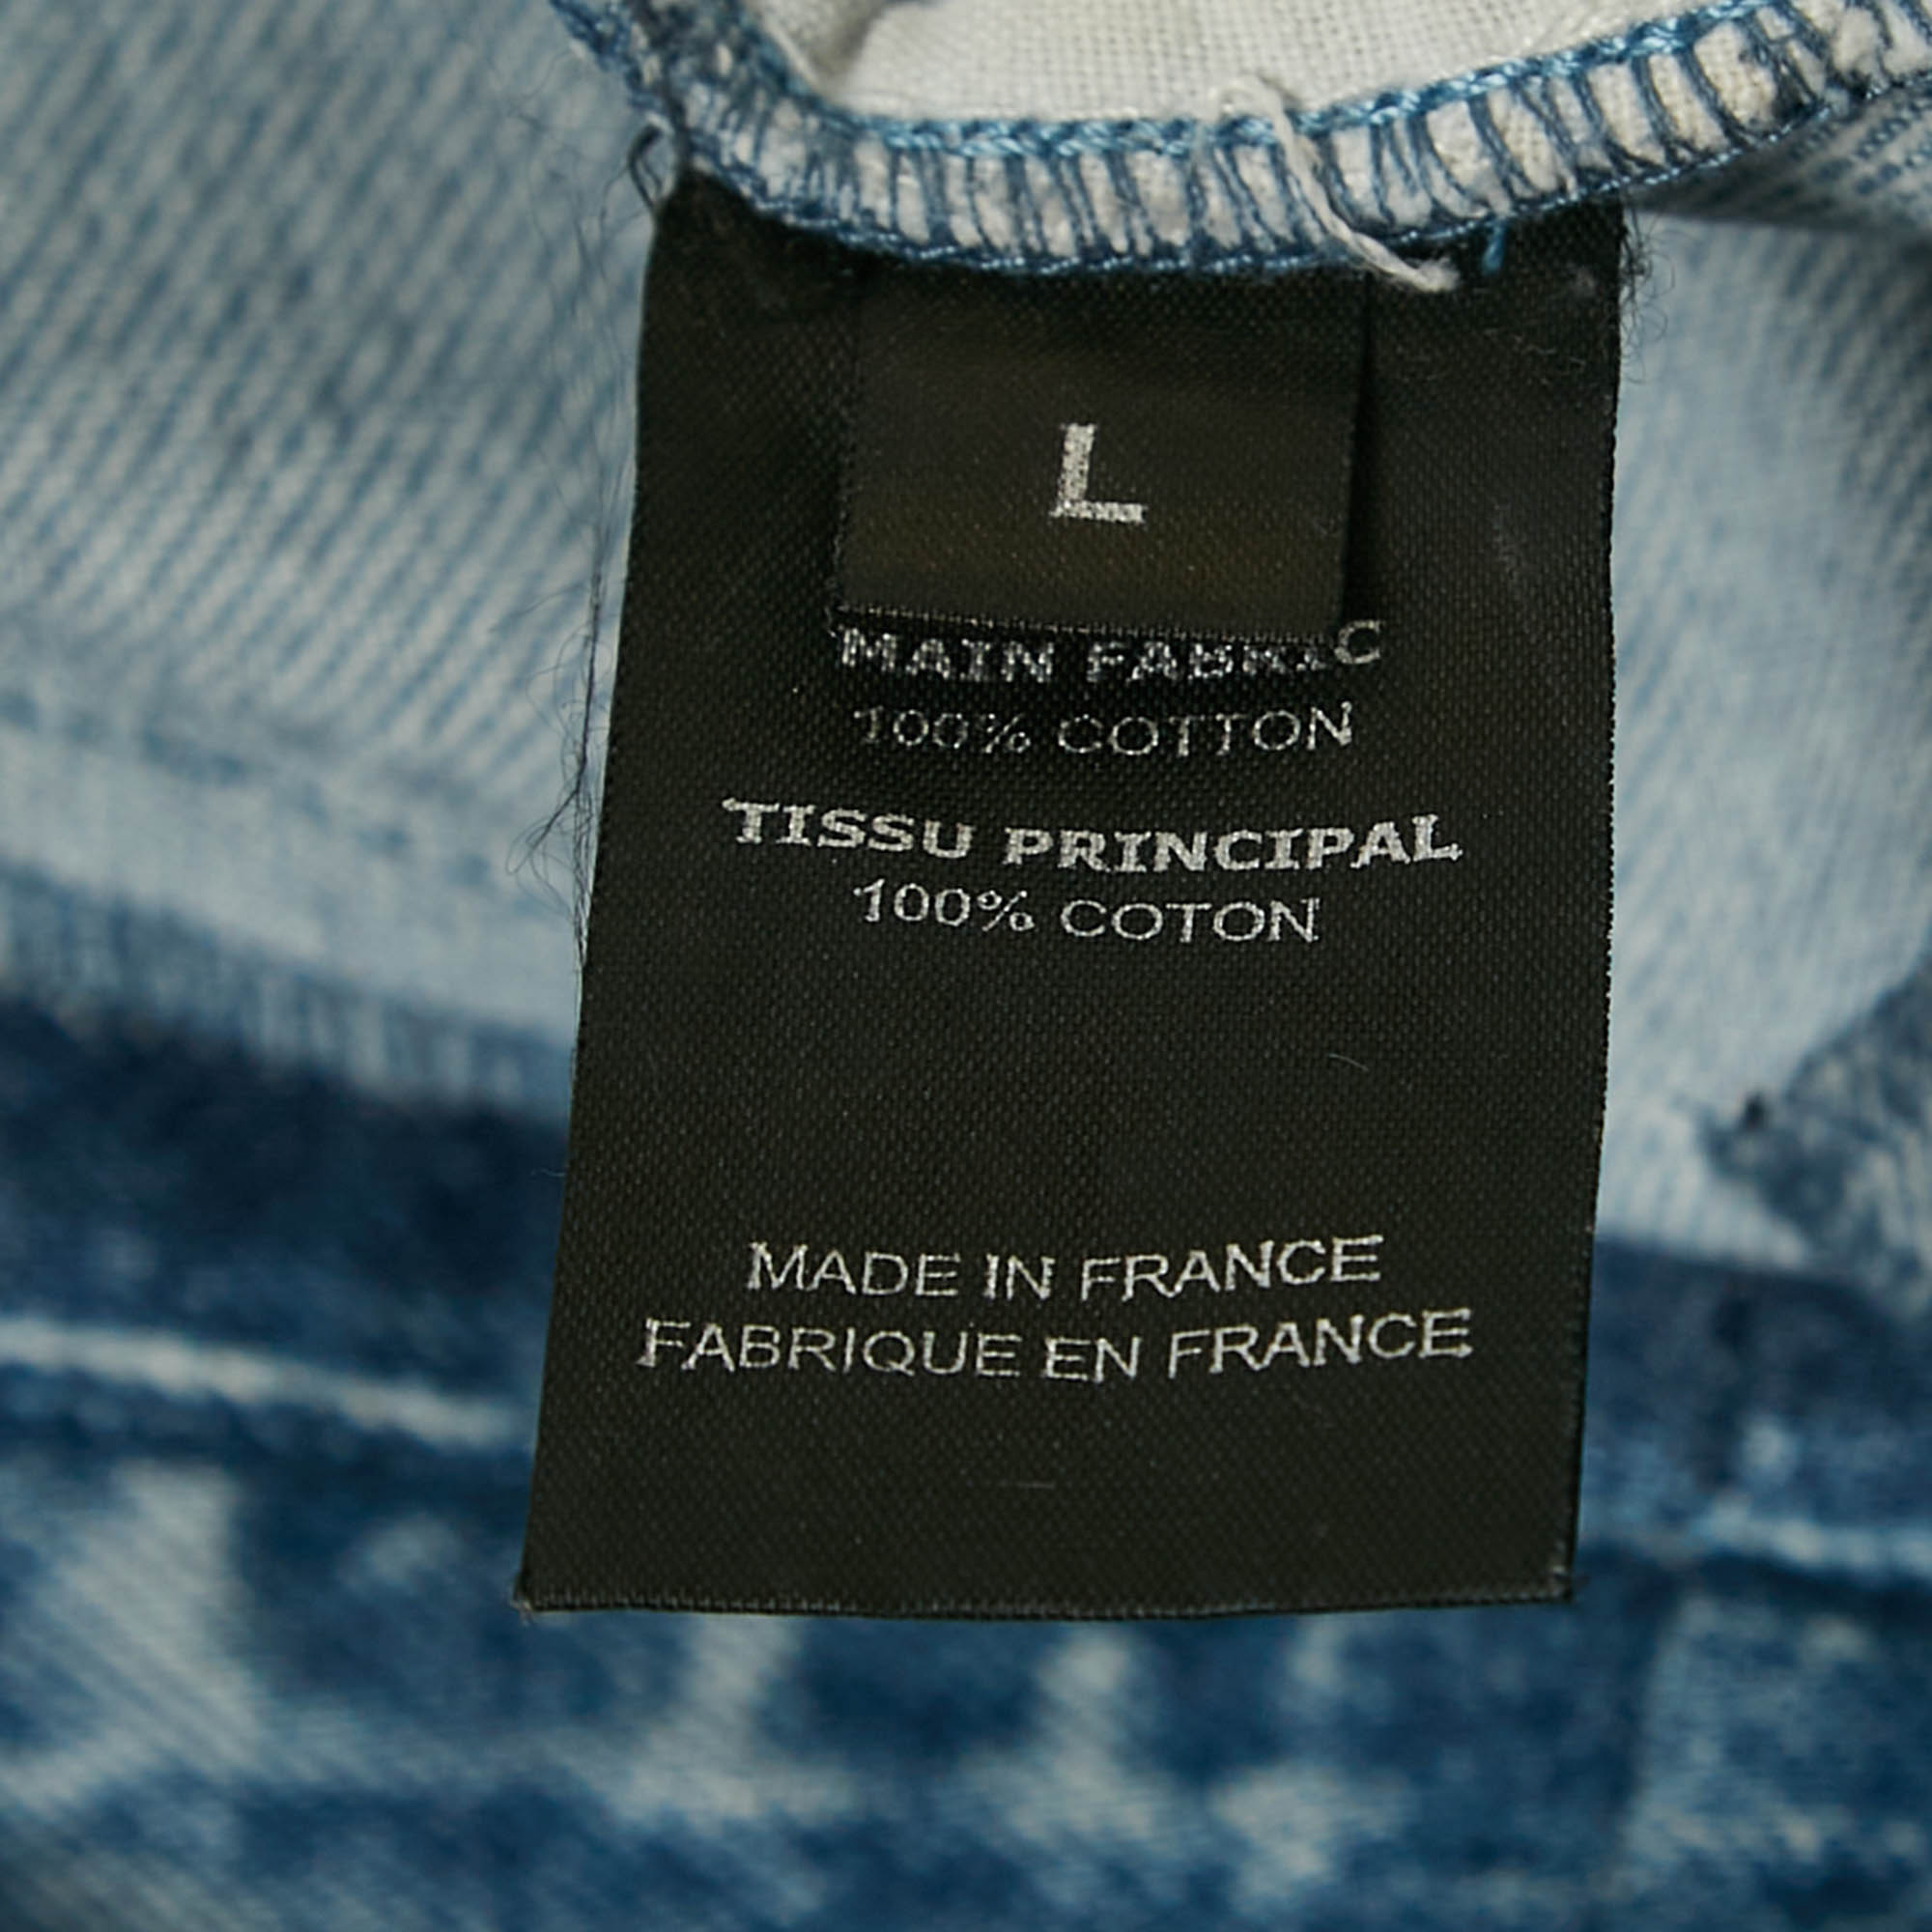 L
MAIN FABRIC
100% COTTON
TISSU PRINCIPAL
100% COTON
MADE IN FRANCE
FABRIQUE EN FRANCE